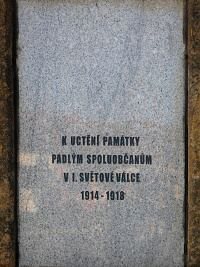 K UCTĚNÍ PAMÁTKY
PADLÝM SPOLUOBČANŮM
V I. SVĚTOVÉ VÁLCE
1914 - 1918